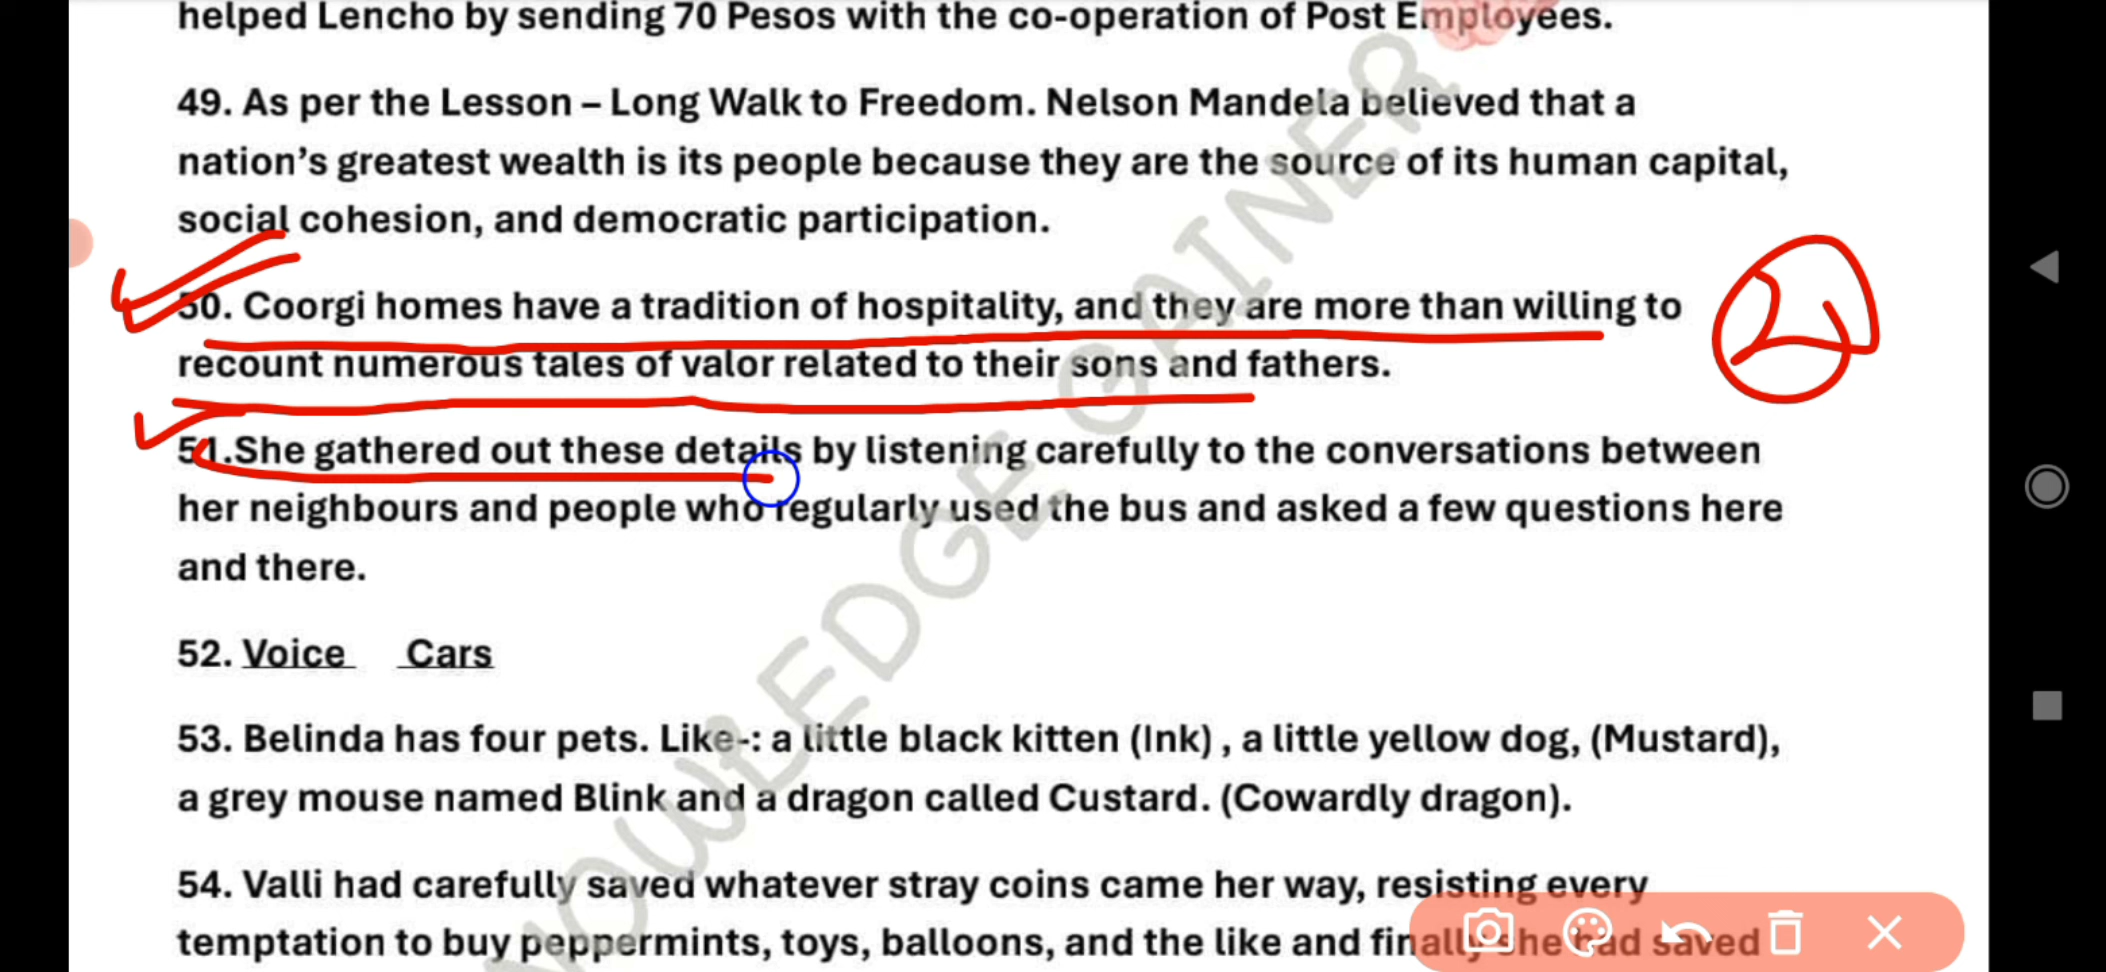 helped Lencho by sending 70 Pesos with the co-operation of Post Employees.
49. As per the Lesson – Long Walk to Freedom. Nelson Mandela believed that a
nation’s greatest wealth is its people because they are the source of its human capital,
social cohesion, and democratic participation.
50. Coorgi homes have a tradition of hospitality, and they are more than willing to
recount numerous tales of valor related to their sons and fathers.
51.She gathered out these details by listening carefully to the conversations between
her neighbours and people who regularly used the bus and asked a few questions here
and there.
52. Voice Cars
53. Belinda has four pets. Like-: a little black kitten (Ink) , a little yellow dog, (Mustard),
a grey mouse named Blink and a dragon called Custard. (Cowardly dragon).
54. Valli had carefully saved whatever stray coins came her way, resisting every
temptation to buy peppermints, toys, balloons, and the like and finally she had saved
NOWLEDGE GAINER